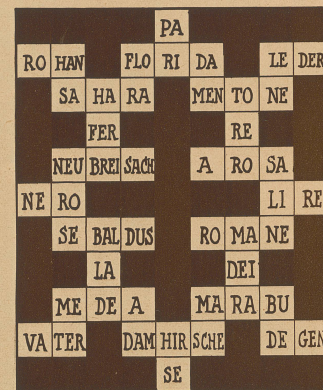 PA
RO HAN FLO RI DA LE DER
SA HA RA MEN TO NE
FER RE
NEU BREI SACH A RO SA
NE RO LI RE
SE BAL DUS RO MA NE
LA DEI
ME DE A MA RA BU
VA TER DAM HIR SCHE DE GEN
SE